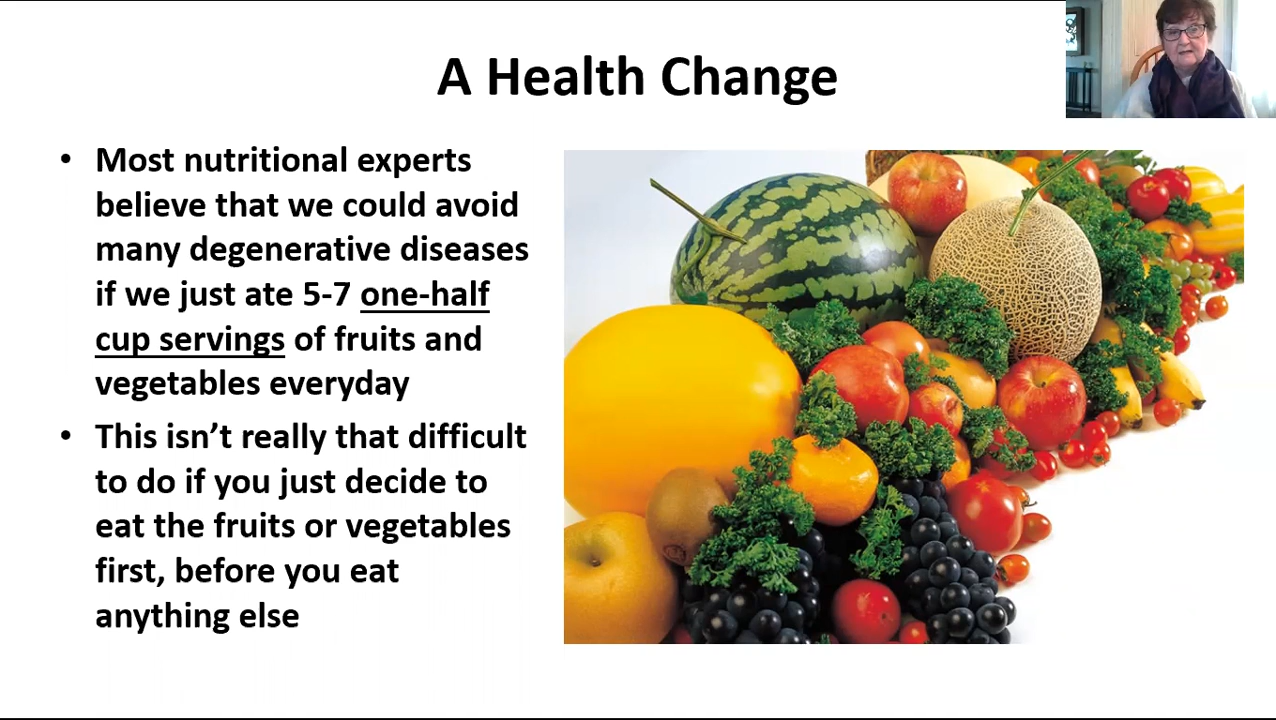 A Health Change
• Most nutritional experts
believe that we could avoid
many degenerative diseases
if we just ate 5-7 one-half
cup servings of fruits and
vegetables everyday
• This isn’t really that difficult
to do if you just decide to
eat the fruits or vegetables
first, before you eat
anything else